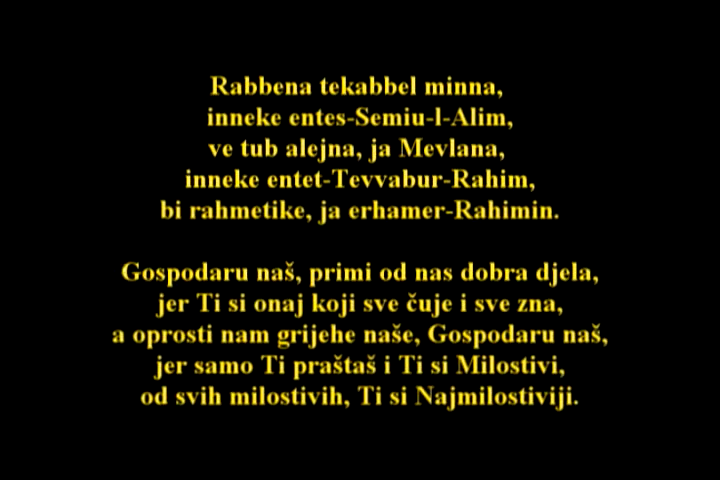 Rabbena tekabbel minna,
inneke entes-Semiu-l-Alim,
ve tub alejna, ja Mevlana,
inneke entet-Tevvabur-Rahim,
bi rahmetike, ja erhamer-Rahimin.
Gospodaru naš, primi od nas dobra djela,
jer Ti si onaj koji sve čuje i sve zna,
a oprosti nam grijehe naše, Gospodaru naš,
jer samo Ti praštaš i Ti si Milostivi,
od svih milostivih, Ti si Najmilostiviji.